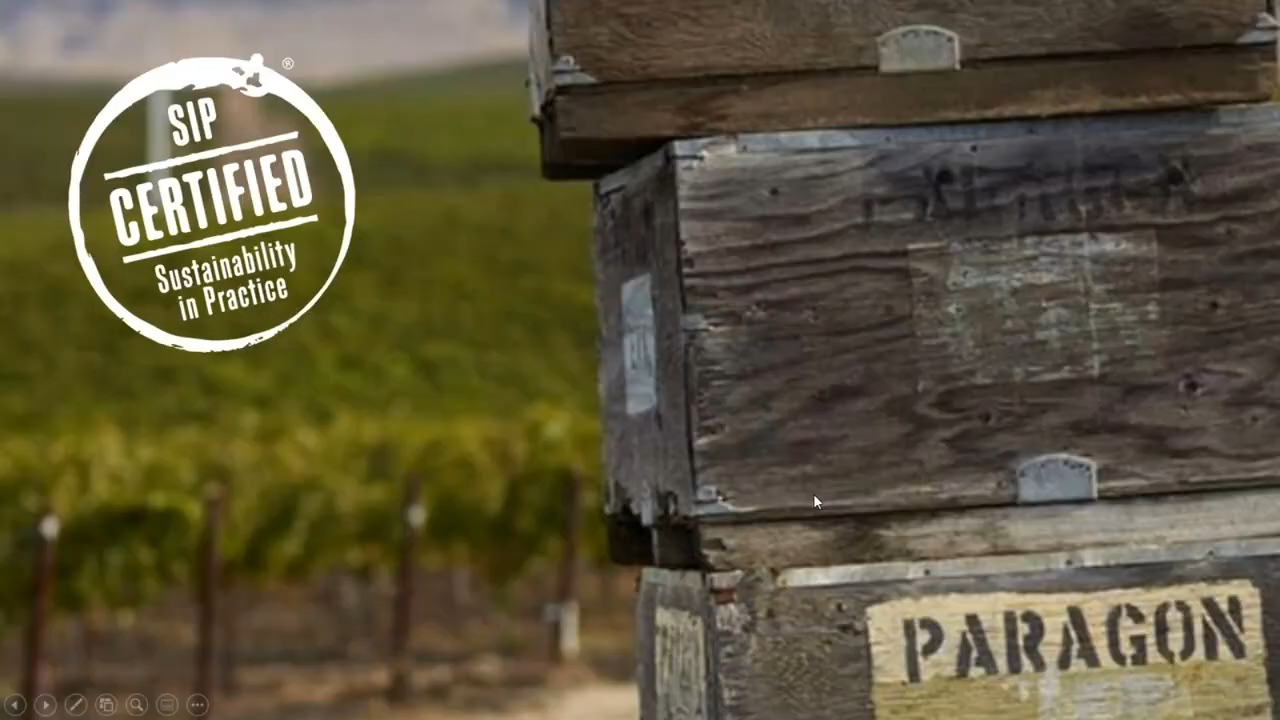 SIP
®
CERTIFIED
Sustainability
in Practice
PARAGON